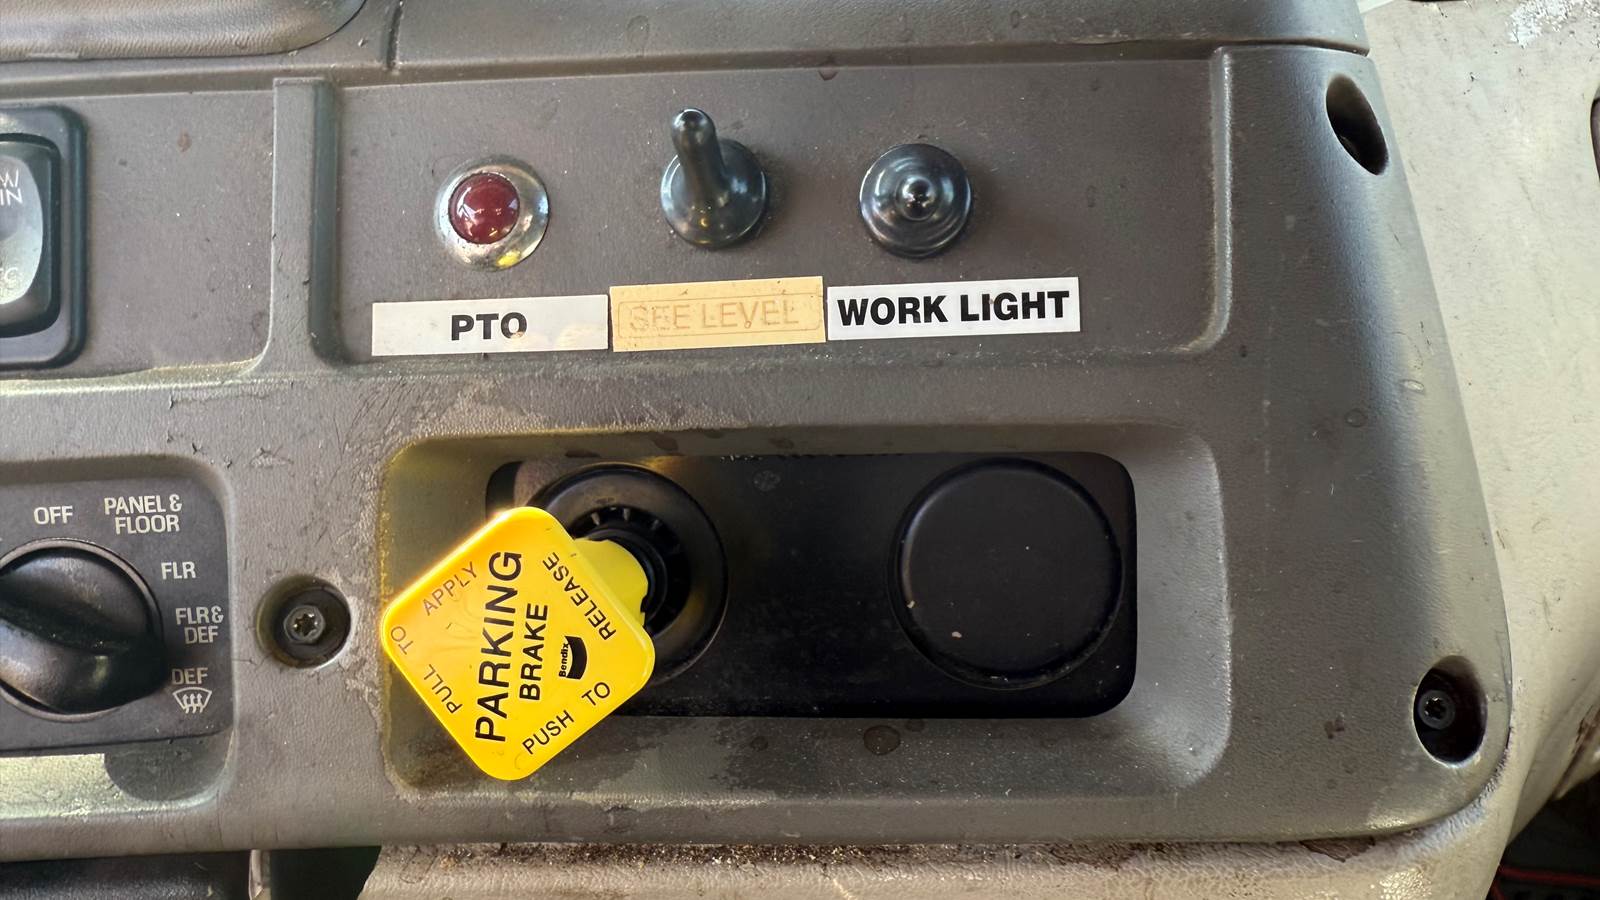 PTO
SEE LEVEL
WORK LIGHT
OFF
PANEL &
FLOOR
FLR
FLR &
DEF
DEF
PULL TO APPLY
PARKING
BRAKE
Bendix
PUSH TO RELEASE